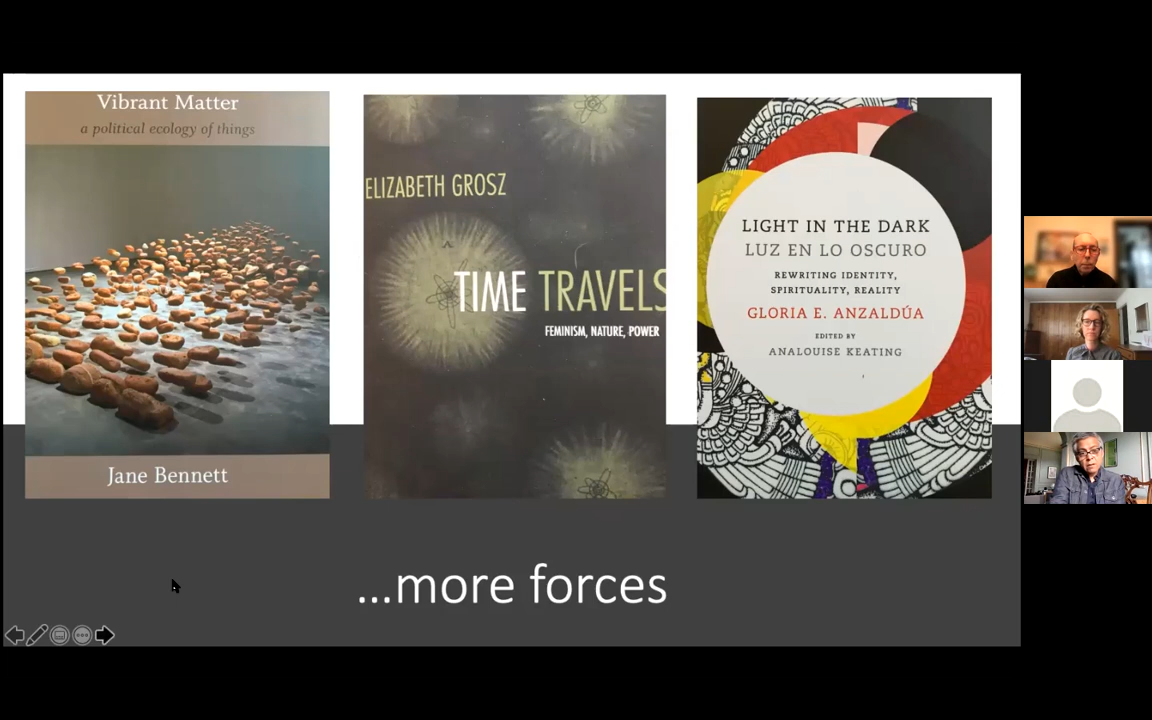 Vibrant Matter
a political ecology of things
Jane Bennett
ELIZABETH GROSZ
TIME TRAVELS
FEMINISM, NATURE, POWER
LIGHT IN THE DARK
LUZ EN LO OSCURO
REWRITING IDENTITY,
SPIRITUALITY, REALITY
GLORIA E. ANZALDÚA
EDITED BY
ANALOUISE KEATING
...more forces